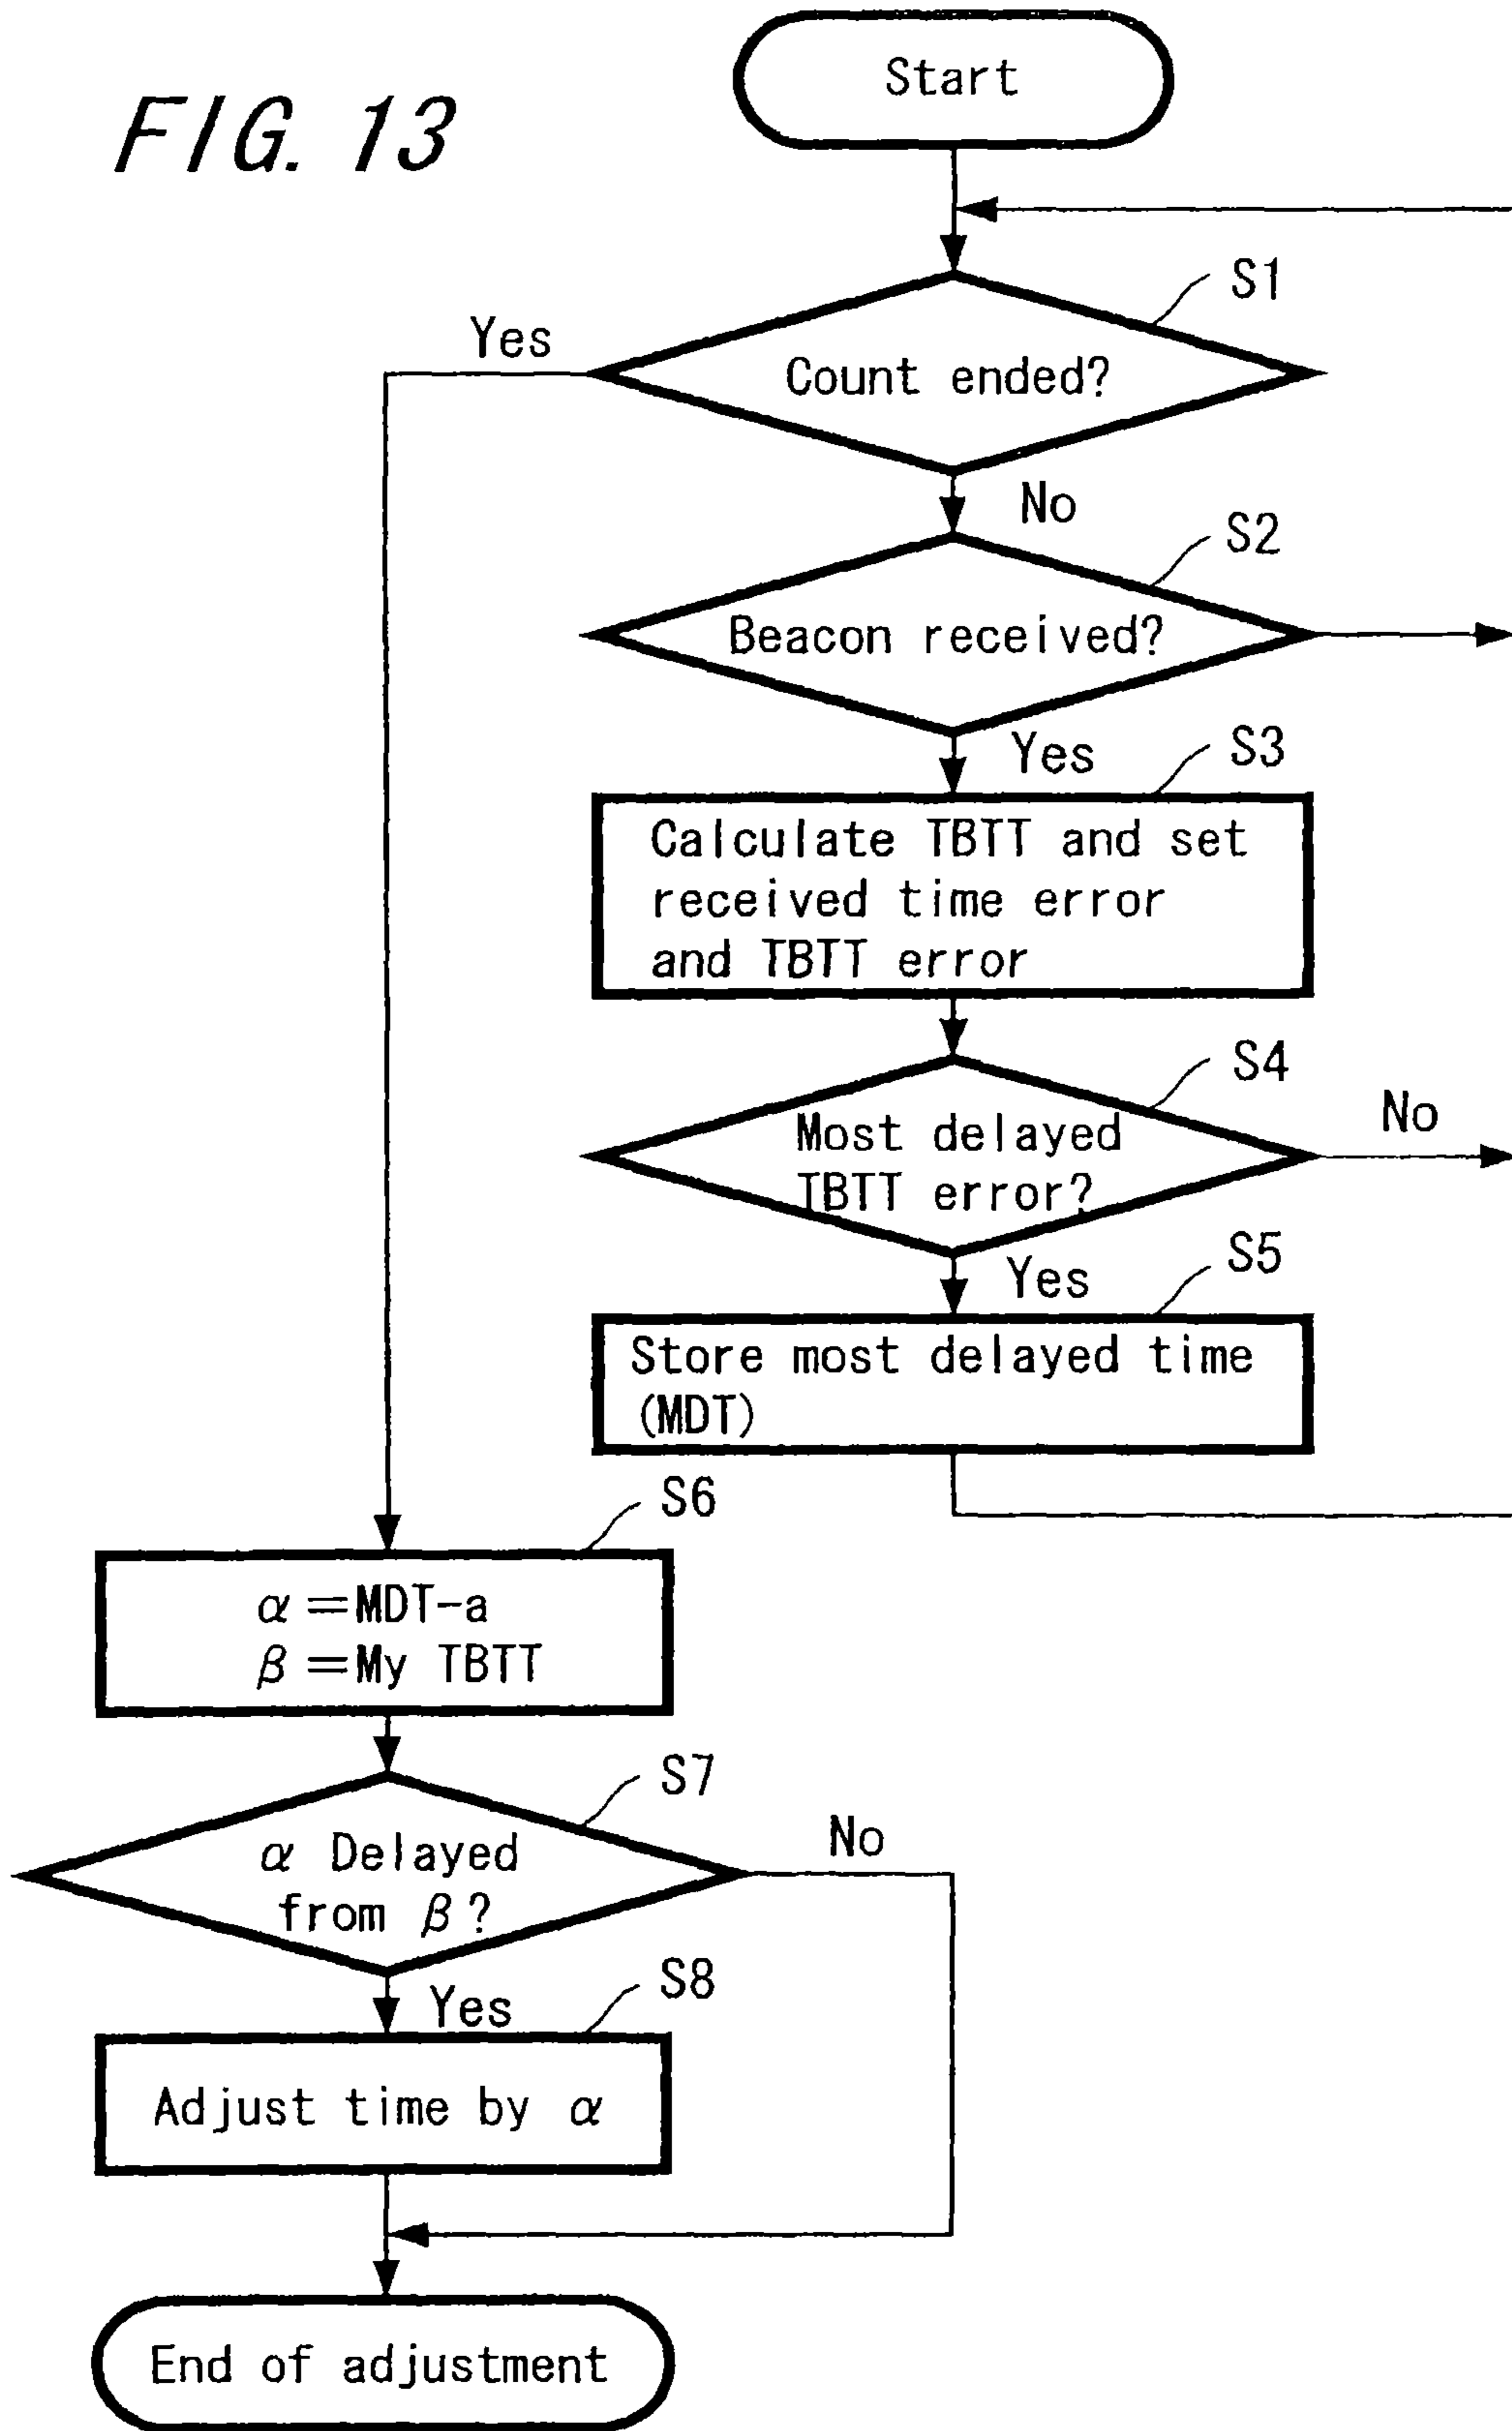 FIG. 13
Start
S1
Yes
Count ended?
No
S2
Beacon received?
Yes
S3
Calculate TBTT and set
received time error
and TBTT error
S4
Most delayed
TBTT error?
No
Yes
S5
Store most delayed time
(MDT)
S6
α=MDT-a
β=My TBTT
S7
α Delayed
from β?
No
Yes
S8
Adjust time by α
End of adjustment